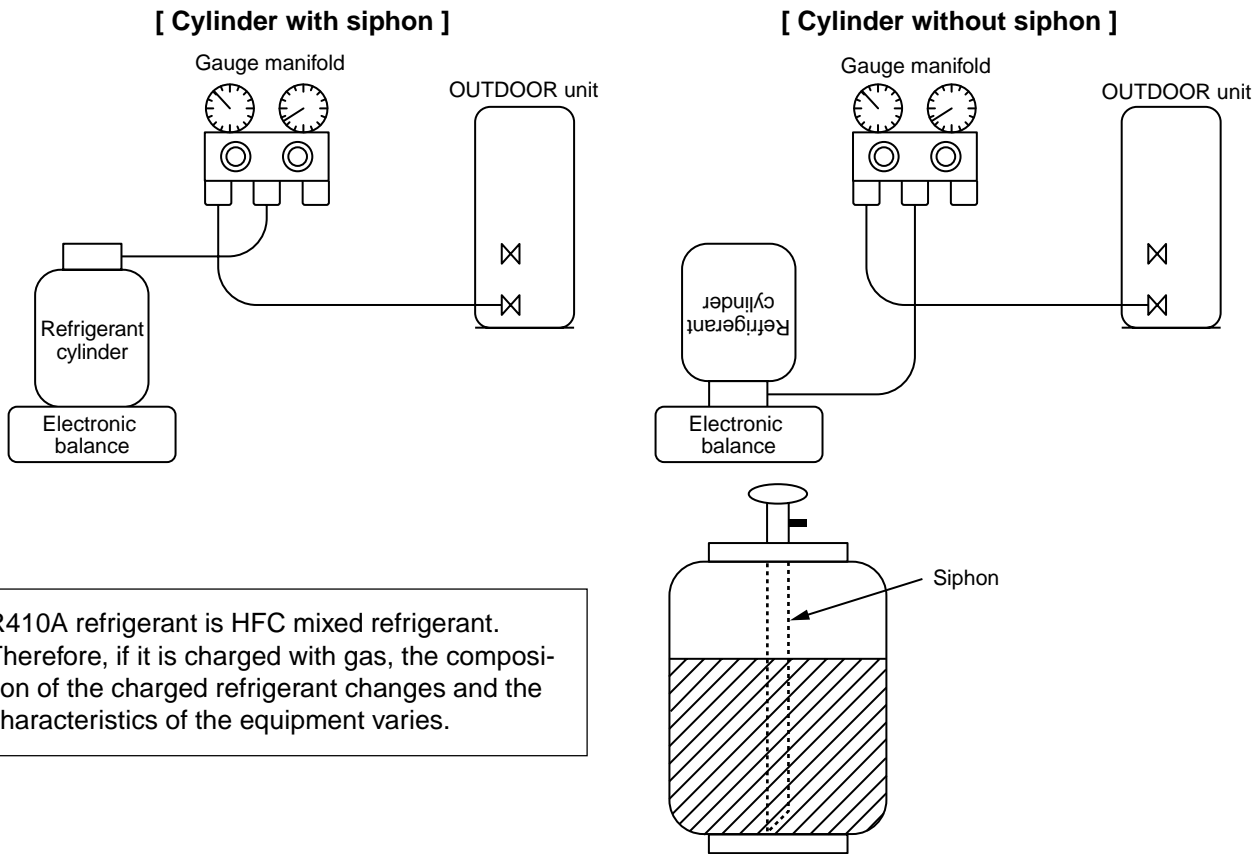 [ Cylinder with siphon ]
Gauge manifold
OUTDOOR unit
Refrigerant
cylinder
Electronic
balance
[ Cylinder without siphon ]
Gauge manifold
OUTDOOR unit
Refrigerant
cylinder
Electronic
balance
Siphon
R410A refrigerant is HFC mixed refrigerant.
Therefore, if it is charged with gas, the composi-
on of the charged refrigerant changes and the
characteristics of the equipment varies.